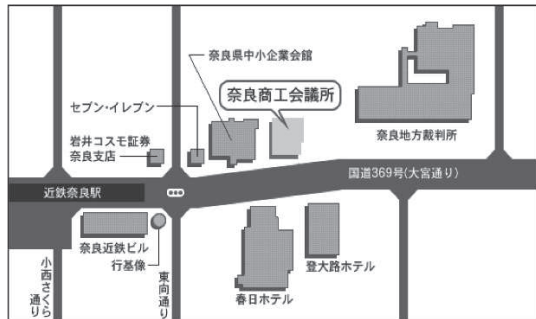 奈良県中小企業会館
奈良商工会議所
セブン・イレブン
奈良地方裁判所
岩井コスモ証券
奈良支店
国道369号(大宮通り)
近鉄奈良駅
奈良近鉄ビル
行基像
登大路ホテル
春日ホテル
小西さくら
通り
東向通り